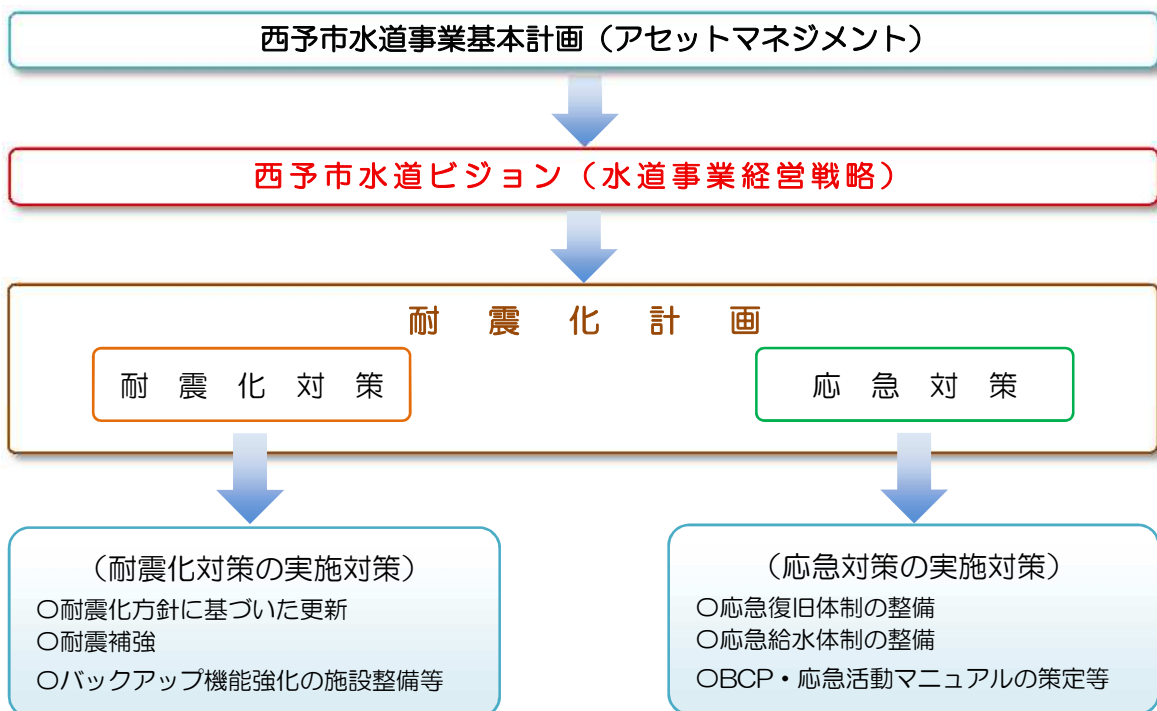 西予市水道事業基本計画（アセットマネジメント）
西予市水道ビジョン（水道事業経営戦略）
耐震化計画
耐震化対策
応急対策
（耐震化対策の実施対策）
○耐震化方針に基づいた更新
○耐震補強
○バックアップ機能強化の施設整備等
（応急対策の実施対策）
○応急復旧体制の整備
○応急給水体制の整備
○BCP・応急活動マニュアルの策定等